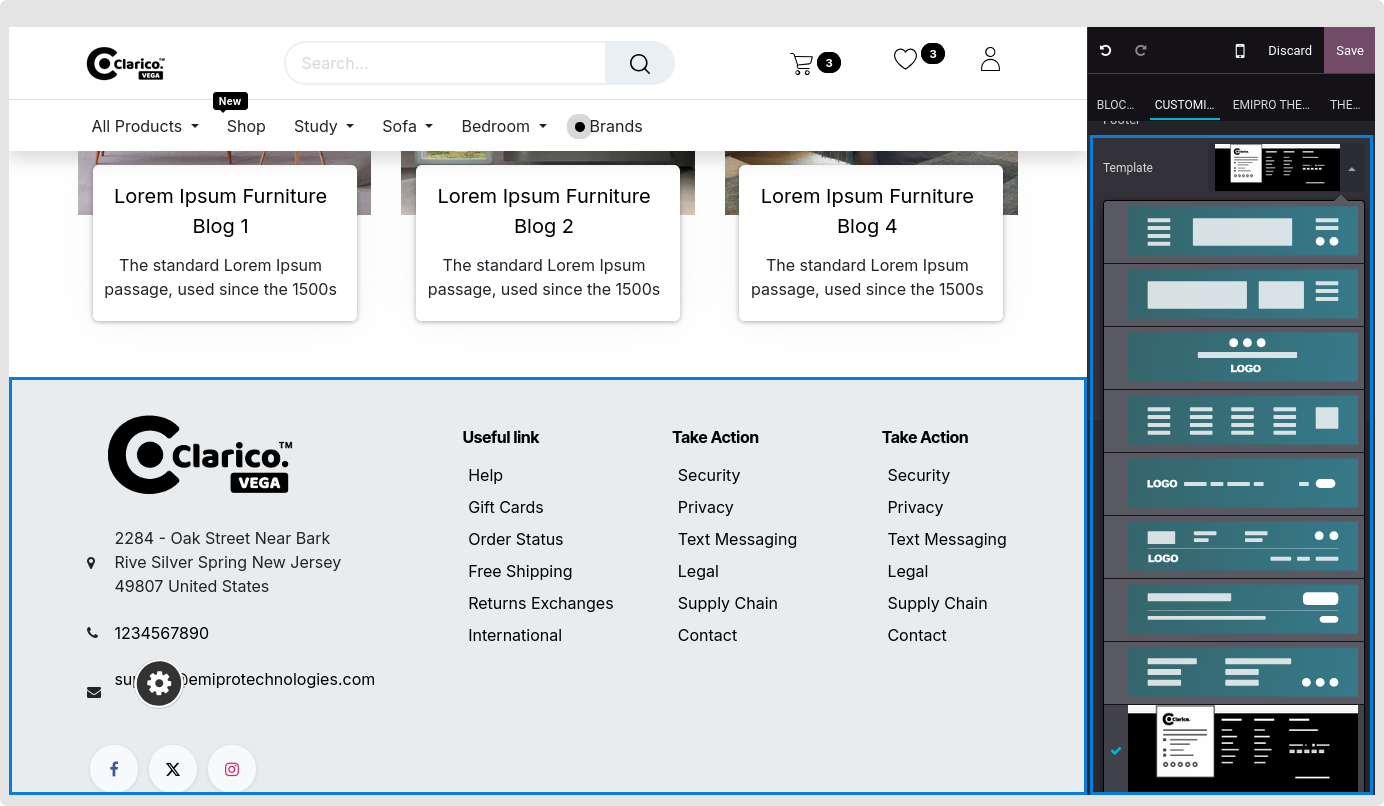 Clarico.
VEGA
Search...
3
3
Discard
Save
BLOC...
CUSTOMI...
EMIPRO THE...
THE...
New
All Products
Shop
Study
Sofa
Bedroom
Brands
Footer
Template
Clarico.
Lorem Ipsum Furniture
Blog 1
The standard Lorem Ipsum
passage, used since the 1500s
Lorem Ipsum Furniture
Blog 2
The standard Lorem Ipsum
passage, used since the 1500s
Lorem Ipsum Furniture
Blog 4
The standard Lorem Ipsum
passage, used since the 1500s
LOGO
LOGO
LOGO
Clarico.
Clarico.™
VEGA
2284 - Oak Street Near Bark
Rive Silver Spring New Jersey
49807 United States
1234567890
emiprotechnologies.com
Useful link
Help
Gift Cards
Order Status
Free Shipping
Returns Exchanges
International
Take Action
Security
Privacy
Text Messaging
Legal
Supply Chain
Contact
Take Action
Security
Privacy
Text Messaging
Legal
Supply Chain
Contact